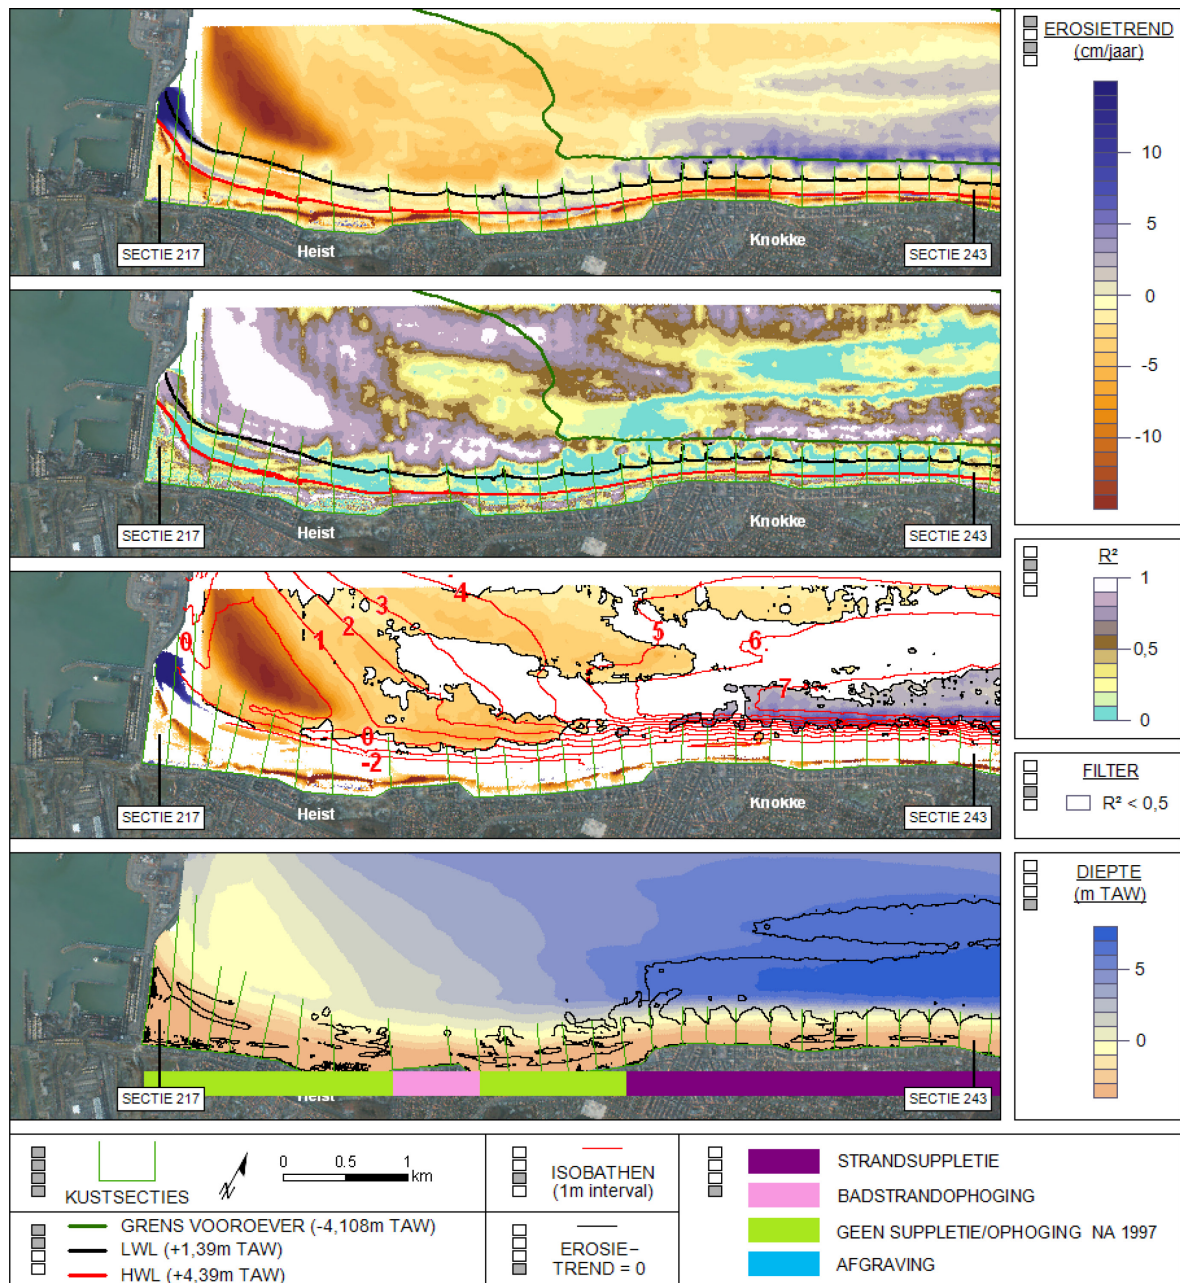 EROSIETREND
(cm/jaar)
10
5
0
-5
-10
SECTIE 217
Heist
Knokke
SECTIE 243
R²
1
0,5
0
SECTIE 217
Heist
Knokke
SECTIE 243
0
1
2
3
4
5
6
7
0
-2
SECTIE 217
Heist
Knokke
SECTIE 243
FILTER
R² < 0,5
DIEPTE
(m TAW)
5
0
SECTIE 217
Heist
SECTIE 243
KUSTSECTIES
N
0 0.5 1
km
GRENS VOOROEVER (-4,108m TAW)
LWL (+1,39m TAW)
HWL (+4,39m TAW)
ISOBATHEN
(1m interval)
EROSIE-
TREND = 0
STRANDSUPPLETIE
BADSTRANDOPHOGING
GEEN SUPPLETIE/OPHOGING NA 1997
AFGRAVING